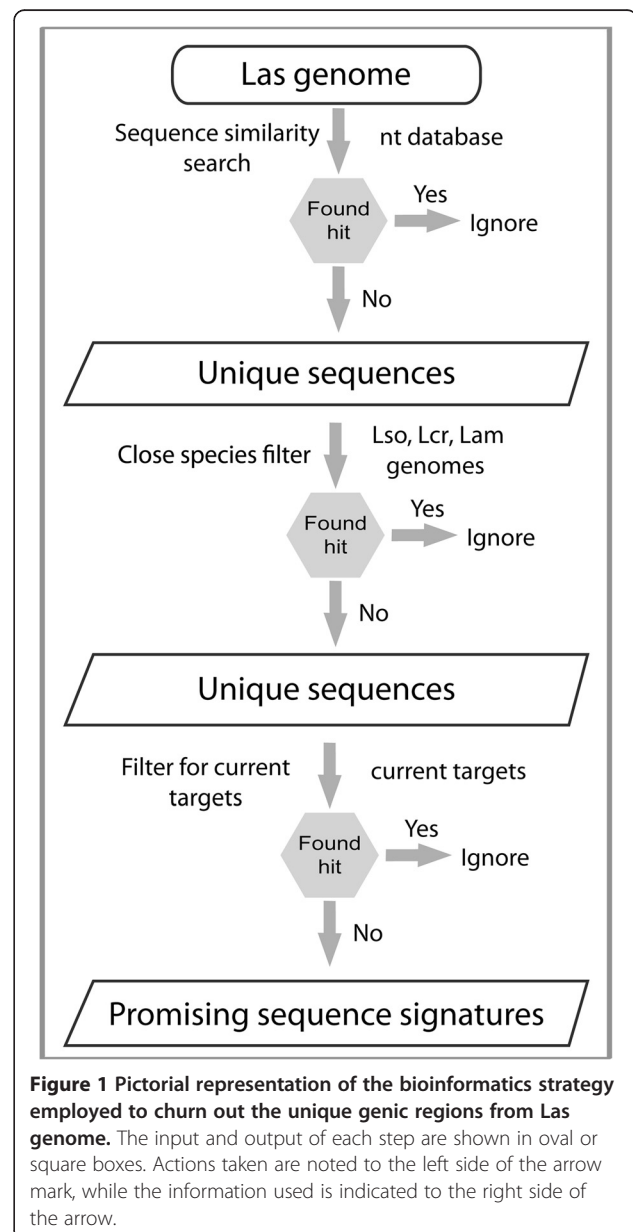 Las genome
Sequence similarity
search
nt database
Found
hit
Yes
Ignore
No
Unique sequences
Close species filter
Lso, Lcr, Lam
genomes
Found
hit
Yes
Ignore
No
Unique sequences
Filter for current
targets
current targets
Found
hit
Yes
Ignore
No
Promising sequence signatures
Figure 1 Pictorial representation of the bioinformatics strategy
employed to churn out the unique genic regions from Las
genome. The input and output of each step are shown in oval or
square boxes. Actions taken are noted to the left side of the arrow
mark, while the information used is indicated to the right side of
the arrow.